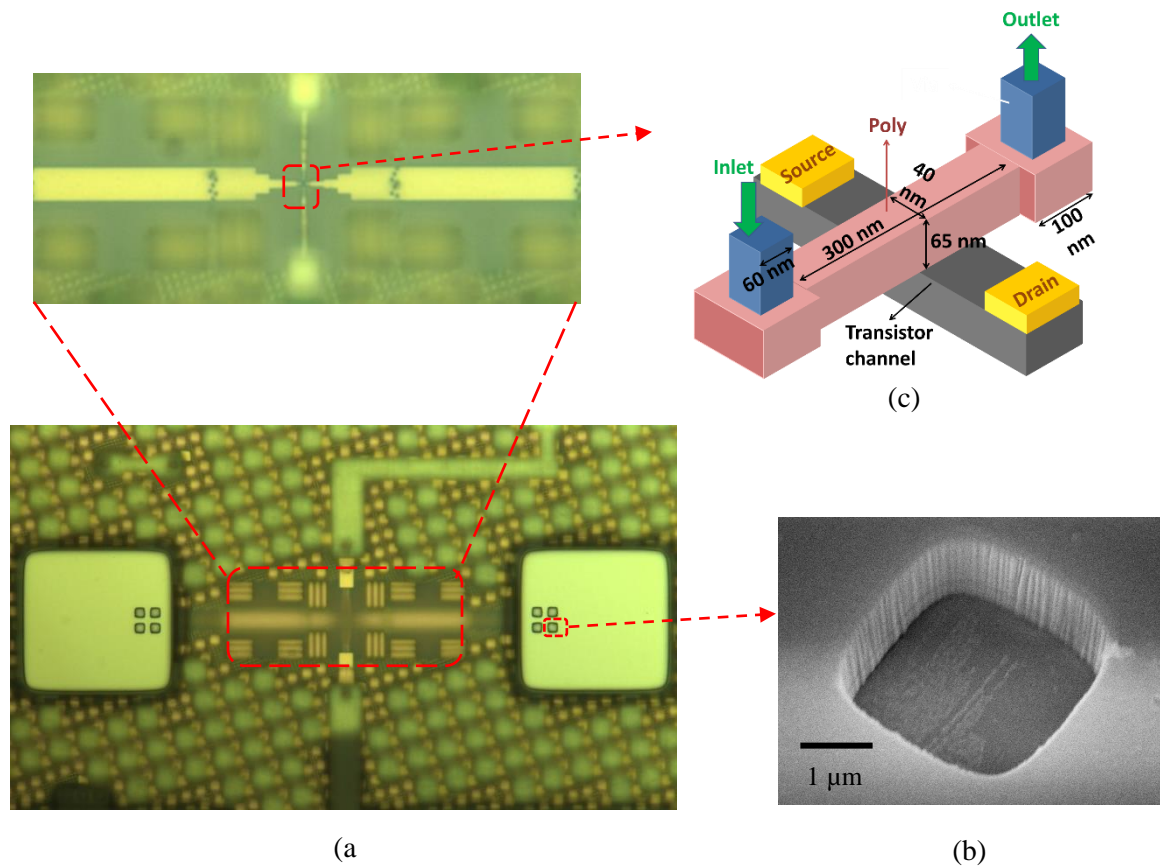 Outlet
Poly
Inlet
Source
40
nm
300 nm
65 nm
100
nm
60 nm
Drain
Transistor
channel
(c)
1 µm
(a
(b)